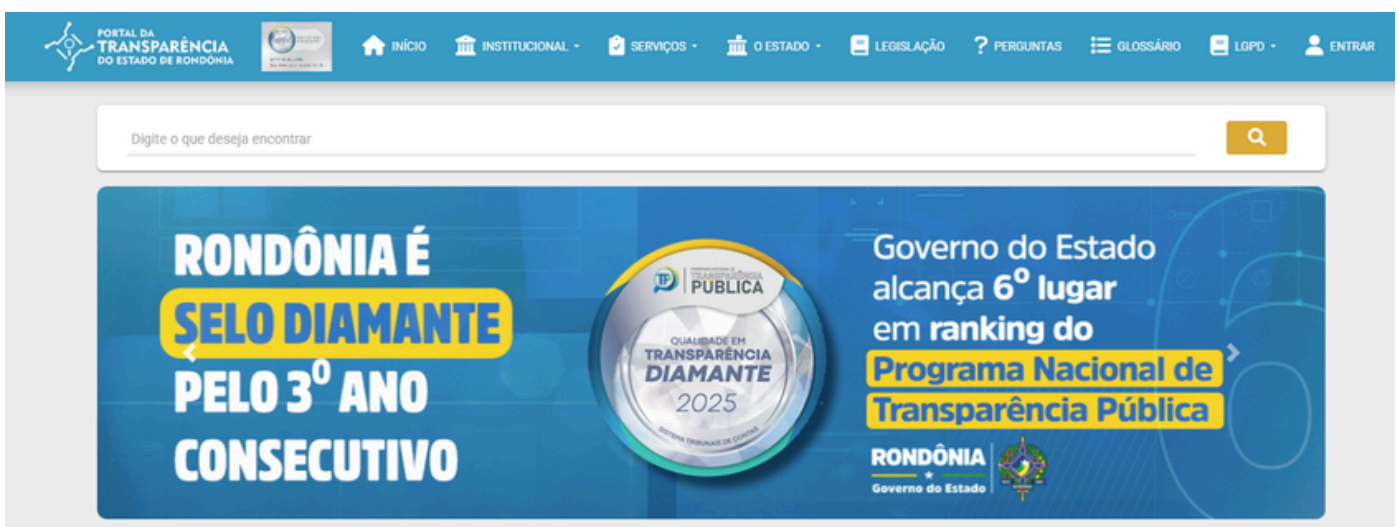 PORTAL DA
TRANSPARÊNCIA
DO ESTADO DE RONDÔNIA
INÍCIO
INSTITUCIONAL
SERVIÇOS
O ESTADO
LEGISLAÇÃO
PERGUNTAS
GLOSSÁRIO
LGPD
ENTRAR
Digite o que deseja encontrar
RONDÔNIA É
SELO DIAMANTE
PELO 3º ANO
CONSECUTIVO
TP
TRANSPARÊNCIA
PÚBLICA
QUALIDADE EM
TRANSPARÊNCIA
DIAMANTE
2025
SISTEMA TRIBUNAIS DE CONTAS
Governo do Estado
alcança 6º lugar
em ranking do
Programa Nacional de
Transparência Pública
RONDÔNIA
Governo do Estado
6